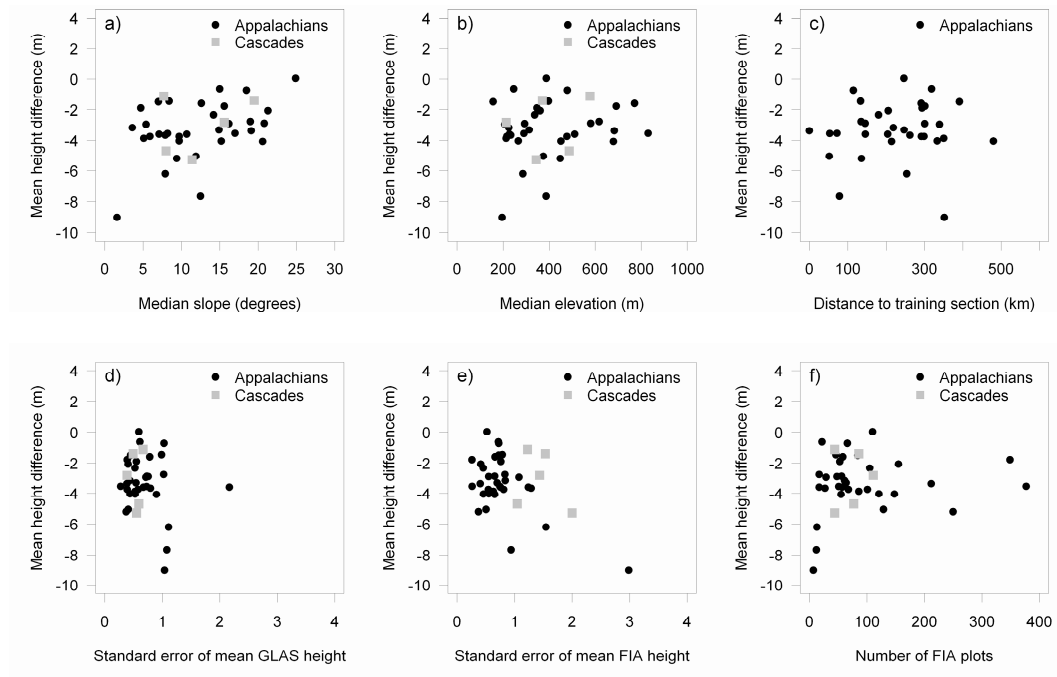 a)
Appalachians
Cascades
Mean height difference (m)
4
2
0
-2
-4
-6
-8
-10
0 5 10 15 20 25 30
Median slope (degrees)
b)
Appalachians
Cascades
Mean height difference (m)
4
2
0
-2
-4
-6
-8
-10
0 200 400 600 800 1000
Median elevation (m)
c)
Appalachians
Mean height difference (m)
4
2
0
-2
-4
-6
-8
-10
0 100 300 500
Distance to training section (km)
d)
Appalachians
Cascades
Mean height difference (m)
4
2
0
-2
-4
-6
-8
-10
0 1 2 3 4
Standard error of mean GLAS height
e)
Appalachians
Cascades
Mean height difference (m)
4
2
0
-2
-4
-6
-8
-10
0 1 2 3 4
Standard error of mean FIA height
f)
Appalachians
Cascades
Mean height difference (m)
4
2
0
-2
-4
-6
-8
-10
0 100 200 300 400
Number of FIA plots